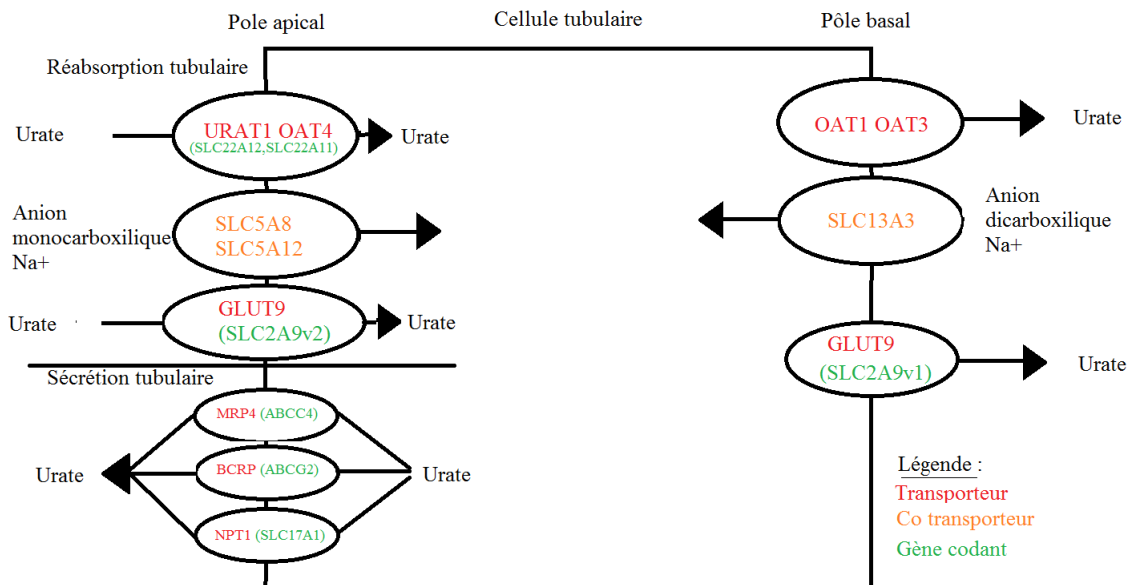 Pole apical
Cellule tubulaire
Pôle basal
Réabsorption tubulaire
Urate
URAT1 OAT4
(SLC22A12,SLC22A11)
Urate
OAT1 OAT3
Urate
Anion
monocarboxilique
Na+
SLC5A8
SLC5A12
SLC13A3
Anion
dicarboxilique
Na+
Urate
GLUT9
(SLC2A9v2)
Urate
GLUT9
(SLC2A9v1)
Urate
Sécrétion tubulaire
MRP4 (ABCC4)
Urate
BCRP (ABCG2)
Urate
NPT1 (SLC17A1)
Légende :
Transporteur
Co transporteur
Gène codant